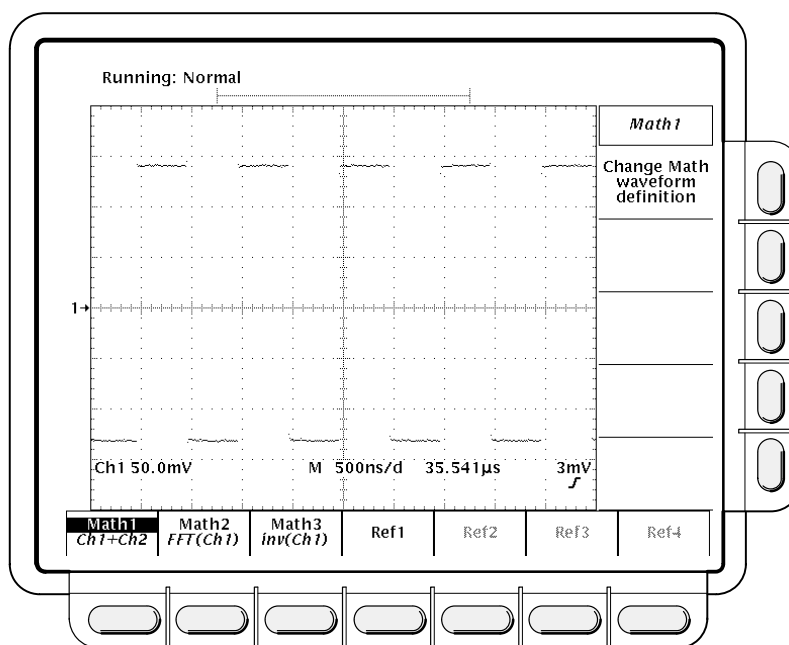 Running: Normal
Math1
Change Math
waveform
definition
1
Ch1 50.0mV M 500ns/d 35.541µs 3mV
Math1
Ch1+Ch2
Math2
FFT(Ch1)
Math3
inv(Ch1)
Ref1
Ref2
Ref3
Ref4